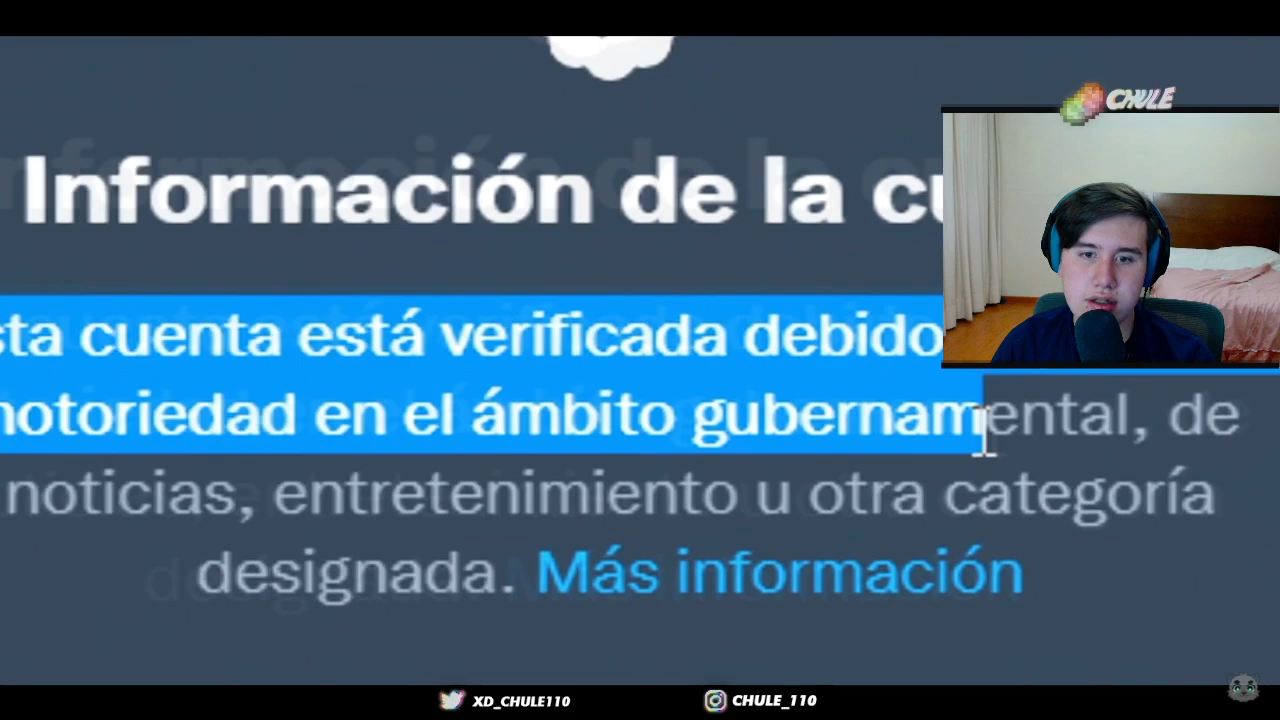 CHULE
Información de la cu
sta cuenta está verificada debido
notoriedad en el ámbito gubernamental, de
noticias, entretenimiento u otra categoría
designada. Más información
XD_CHULE110
CHULE_110